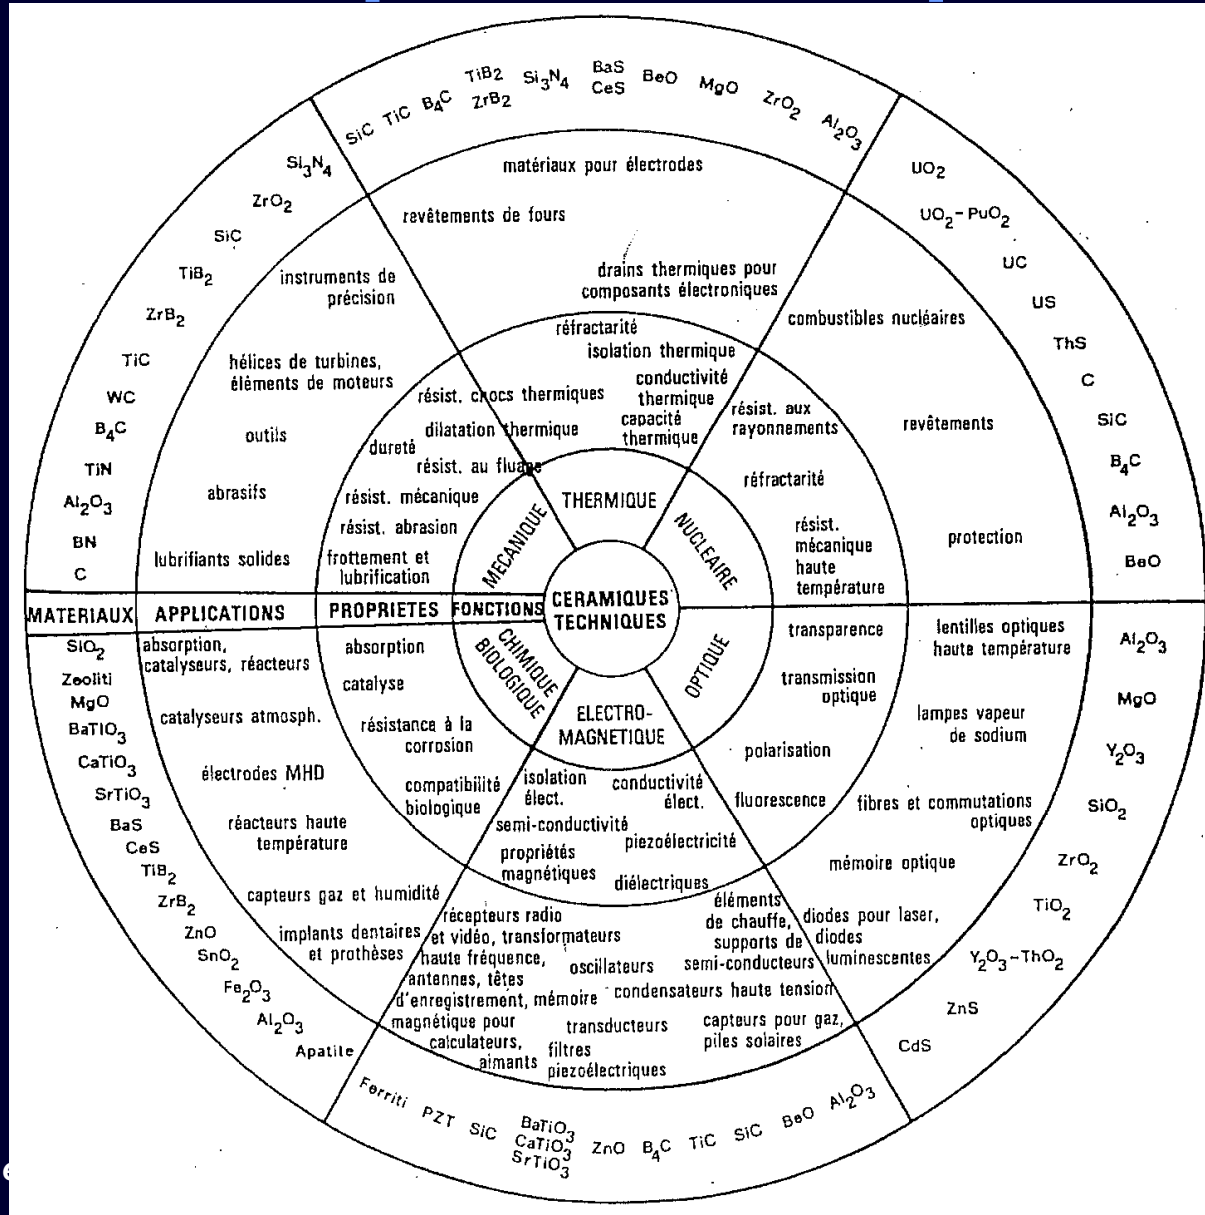 CERAMIQUES
TECHNIQUES
MATERIAUX
APPLICATIONS
PROPRIETES
FONCTIONS
THERMIQUE
réfractarité
isolation thermique
conductivité
thermique
capacité
thermique
résist. chocs thermiques
dilatation thermique
matériaux pour électrodes
revêtements de fours
drains thermiques pour
composants électroniques
SiC
TiC
B4C
TiB2
ZrB2
Si3N4
BaS
CeS
BeO
MgO
ZrO2
Al2O3
NUCLEAIRE
résist. aux
rayonnements
réfractarité
résist.
mécanique
haute
température
combustibles nucléaires
revêtements
protection
UO2
UO2-PuO2
UC
US
ThS
C
SiC
B4C
Al2O3
BeO
OPTIQUE
transparence
transmission
optique
polarisation
fluorescence
lentilles optiques
haute température
lampes vapeur
de sodium
fibres et commutations
optiques
mémoire optique
diodes pour laser,
diodes
luminescentes
Al2O3
MgO
Y2O3
SiO2
ZrO2
TiO2
Y2O3-ThO2
ZnS
CdS
ELECTRO-
MAGNETIQUE
isolation
élect.
conductivité
élect.
semi-conductivité
piezoélectricité
propriétés
magnétiques
diélectriques
récepteurs radio
et vidéo, transformateurs
haute fréquence,
antennes, têtes
d'enregistrement, mémoire
magnétique pour
calculateurs,
aimants
oscillateurs
éléments
de chauffe,
supports de
semi-conducteurs
condensateurs haute tension
transducteurs
filtres
piezoélectriques
capteurs pour gaz,
piles solaires
Ferriti
PZT
SiC
BaTiO3
CaTiO3
SrTiO3
ZnO
B4C
TiC
SiC
BeO
Al2O3
CHIMIQUE
BIOLOGIQUE
absorption
catalyse
résistance à la
corrosion
compatibilité
biologique
absorption,
catalyseurs, réacteurs
catalyseurs atmosph.
électrodes MHD
réacteurs haute
température
capteurs gaz et humidité
implants dentaires
et prothèses
SiO2
Zeoliti
MgO
BaTiO3
CaTiO3
SrTiO3
BaS
CeS
TiB2
ZrB2
ZnO
SnO2
Fe2O3
Al2O3
Apatite
MECANIQUE
dureté
résist. au fluage
résist. mécanique
résist. abrasion
frottement et
lubrification
instruments de
précision
hélices de turbines,
éléments de moteurs
outils
abrasifs
lubrifiants solides
Si3N4
ZrO2
SiC
TiB2
ZrB2
TiC
WC
B4C
TiN
Al2O3
BN
C